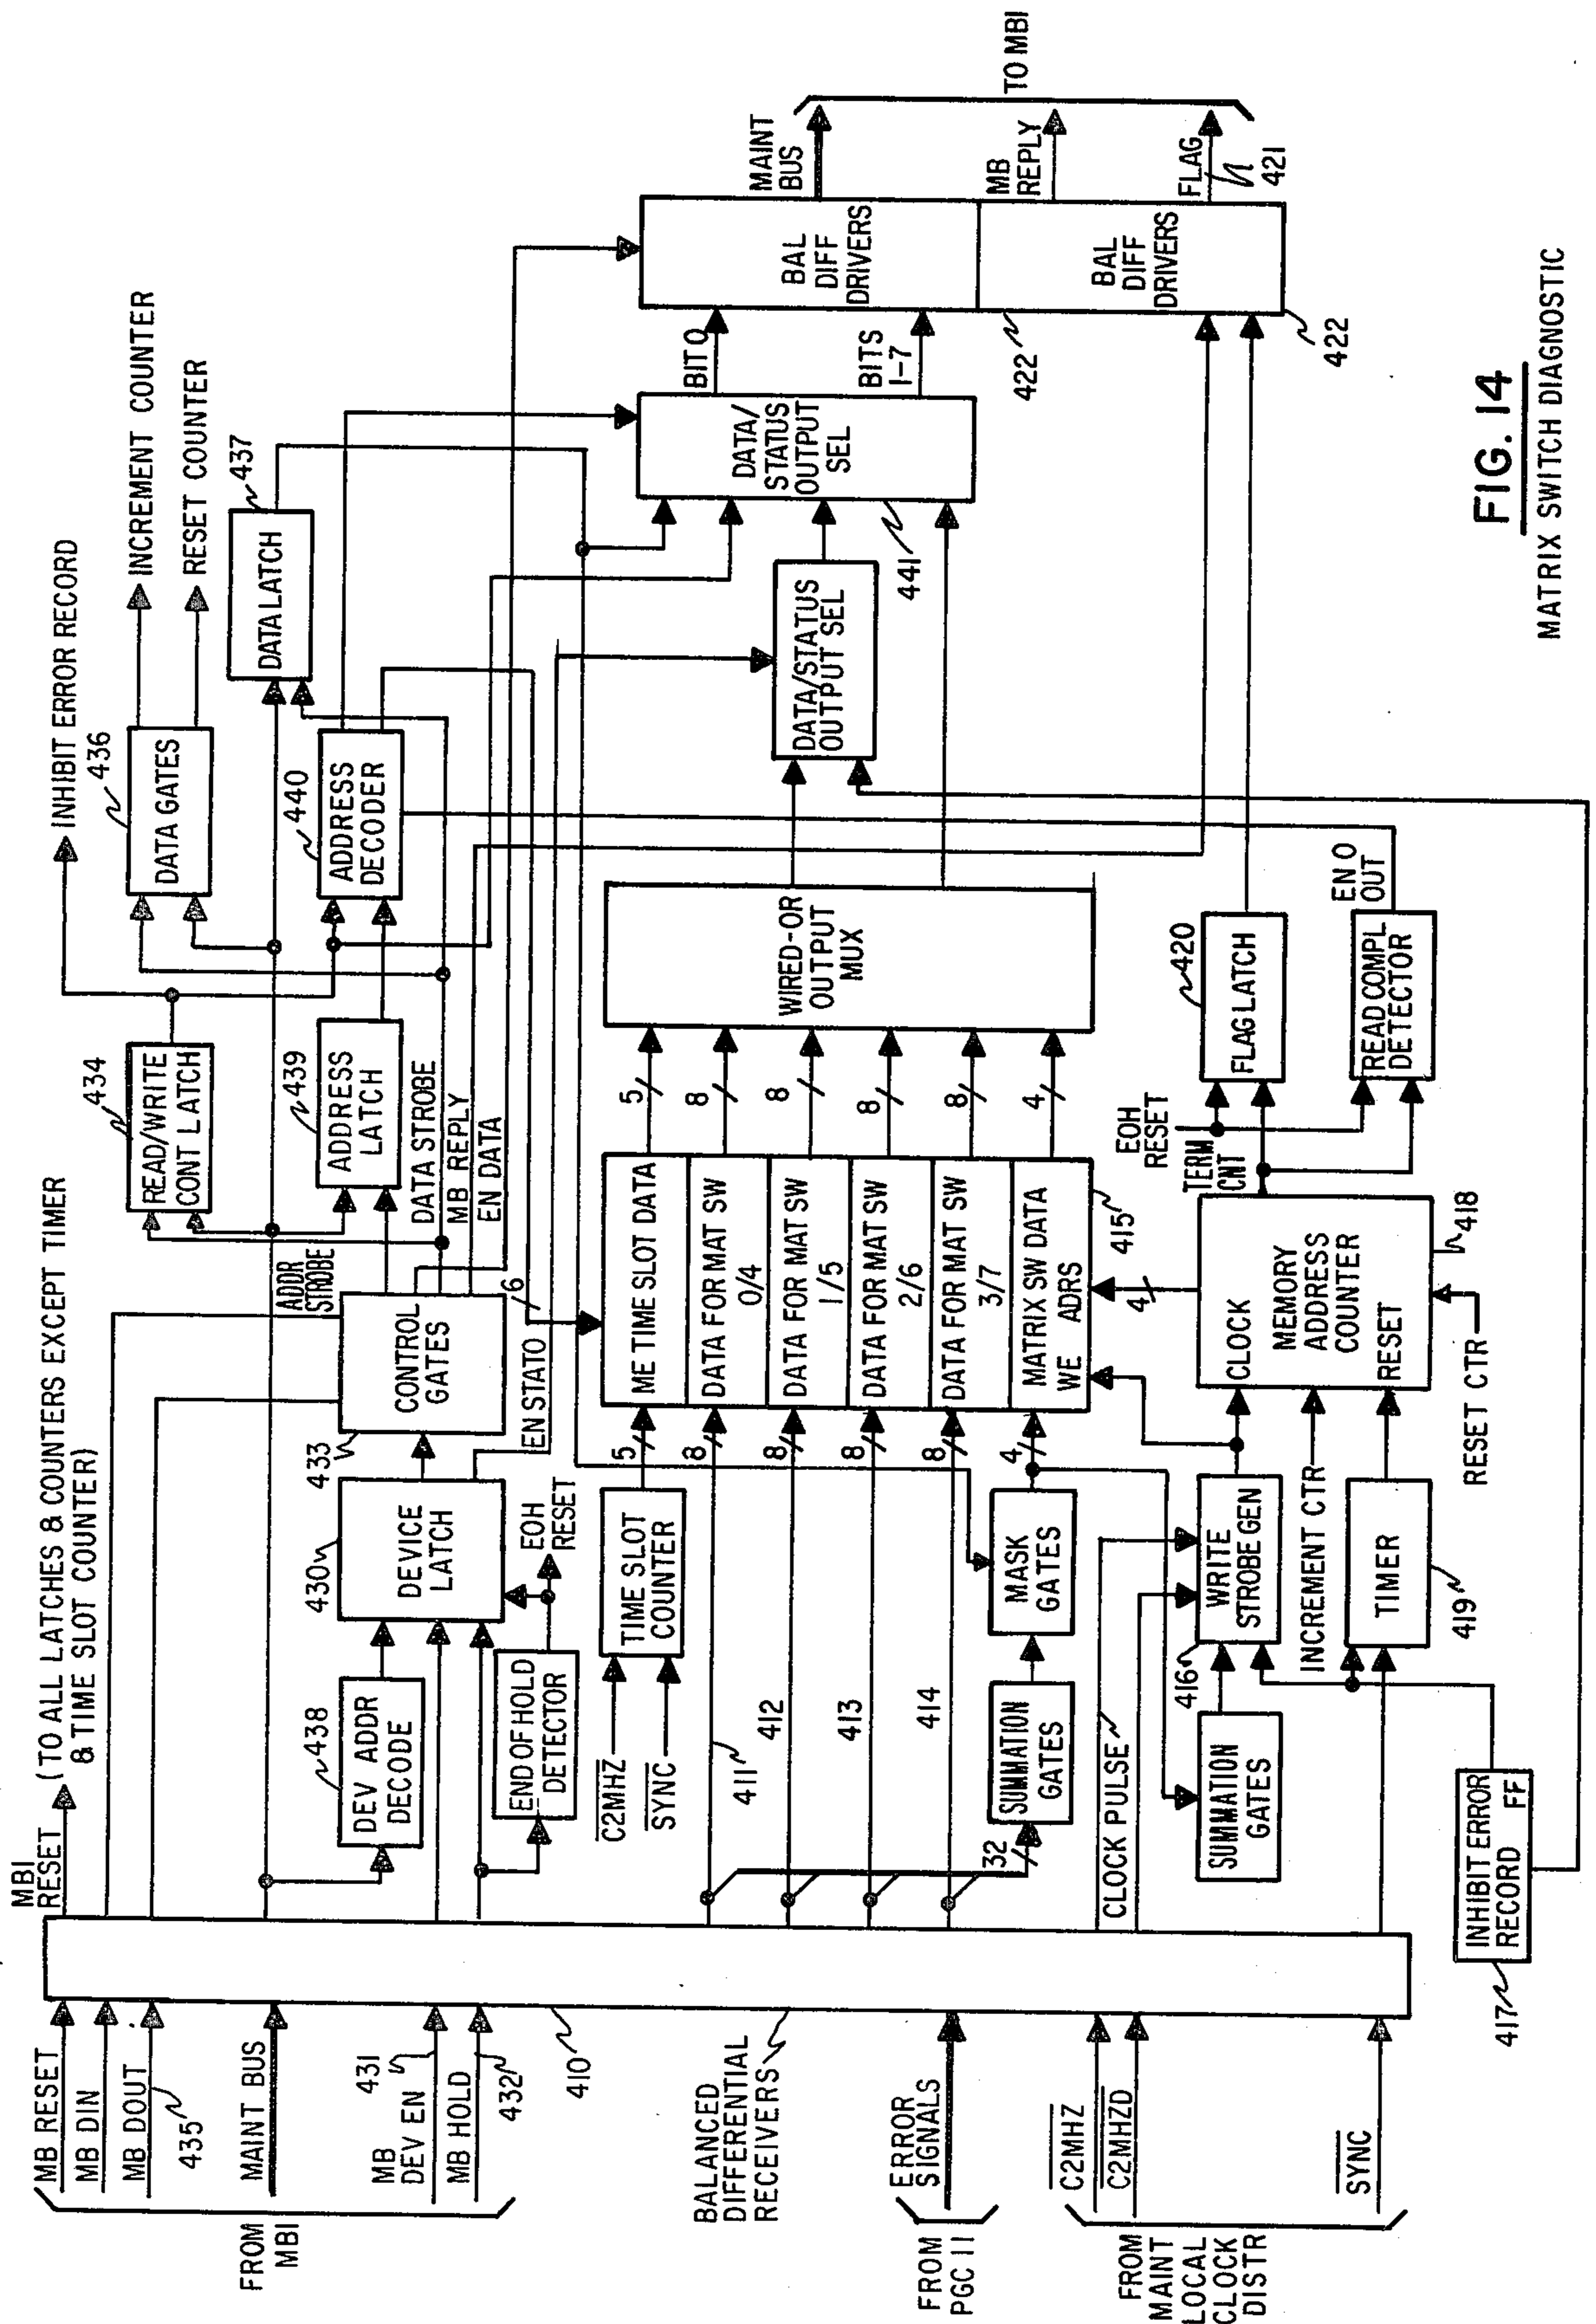 MBI
RESET
(TO ALL LATCHES & COUNTERS EXCEPT TIMER
& TIME SLOT COUNTER)
INHIBIT ERROR RECORD
INCREMENT COUNTER
RESET COUNTER
434
READ/WRITE
CONT LATCH
436
DATA GATES
437
DATA LATCH
439
ADDRESS
LATCH
440
ADDRESS
DECODER
MB RESET
MB DIN
MB DOUT
435
MAINT BUS
431
MB
DEV EN
MB HOLD
432
FROM
MBI
410
438
DEV ADDR
DECODE
430
DEVICE
LATCH
433
CONTROL
GATES
ADDR
STROBE
DATA STROBE
MB REPLY
EN DATA
6
EN STATO
END OF HOLD
DETECTOR
EOH
RESET
C2MHZ
SYNC
TIME SLOT
COUNTER
5
8
8
8
8
4
ME TIME SLOT DATA
DATA FOR MAT SW
0/4
DATA FOR MAT SW
1/5
DATA FOR MAT SW
2/6
DATA FOR MAT SW
3/7
MATRIX SW DATA
WE ADRS
415
5
8
8
8
8
4
WIRED-OR
OUTPUT
MUX
DATA/STATUS
OUTPUT SEL
DATA/
STATUS
OUTPUT
SEL
441
BIT 0
BITS
1-7
BAL
DIFF
DRIVERS
BAL
DIFF
DRIVERS
422
422
MAINT
BUS
MB
REPLY
FLAG
421
TO MBI
BALANCED
DIFFERENTIAL
RECEIVERS
411
412
413
414
32
SUMMATION
GATES
MASK
GATES
ERROR
SIGNALS
FROM
PGC II
C2MHZ
C2MHZD
SYNC
FROM
MAINT
LOCAL
CLOCK
DISTR
CLOCK PULSE
SUMMATION
GATES
416
WRITE
STROBE GEN
INCREMENT CTR
TIMER
419
INHIBIT ERROR
RECORD FF
417
CLOCK
MEMORY
ADDRESS
COUNTER
RESET
4
418
RESET CTR
TERM
CNT
EOH
RESET
420
FLAG LATCH
READ COMPL
DETECTOR
EN 0
OUT
FIG. 14
MATRIX SWITCH DIAGNOSTIC